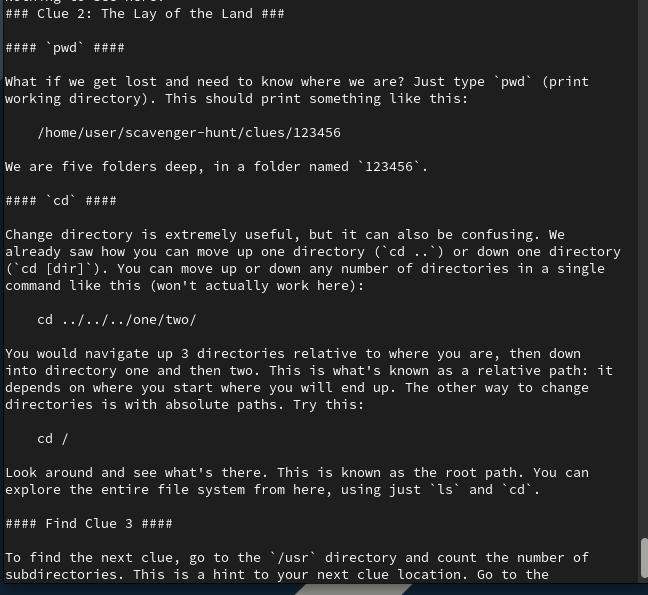 ### Clue 2: The Lay of the Land ###
#### `pwd` ####
What if we get lost and need to know where we are? Just type `pwd` (print
working directory). This should print something like this:
/home/user/scavenger-hunt/clues/123456
We are five folders deep, in a folder named `123456`.
#### `cd` ####
Change directory is extremely useful, but it can also be confusing. We
already saw how you can move up one directory (`cd ..`) or down one directory
(`cd [dir]`). You can move up or down any number of directories in a single
command like this (won't actually work here):
cd ../../../one/two/
You would navigate up 3 directories relative to where you are, then down
into directory one and then two. This is what's known as a relative path: it
depends on where you start where you will end up. The other way to change
directories is with absolute paths. Try this:
cd /
Look around and see what's there. This is known as the root path. You can
explore the entire file system from here, using just `ls` and `cd`.
#### Find Clue 3 ####
To find the next clue, go to the `/usr` directory and count the number of
subdirectories. This is a hint to your next clue location. Go to the